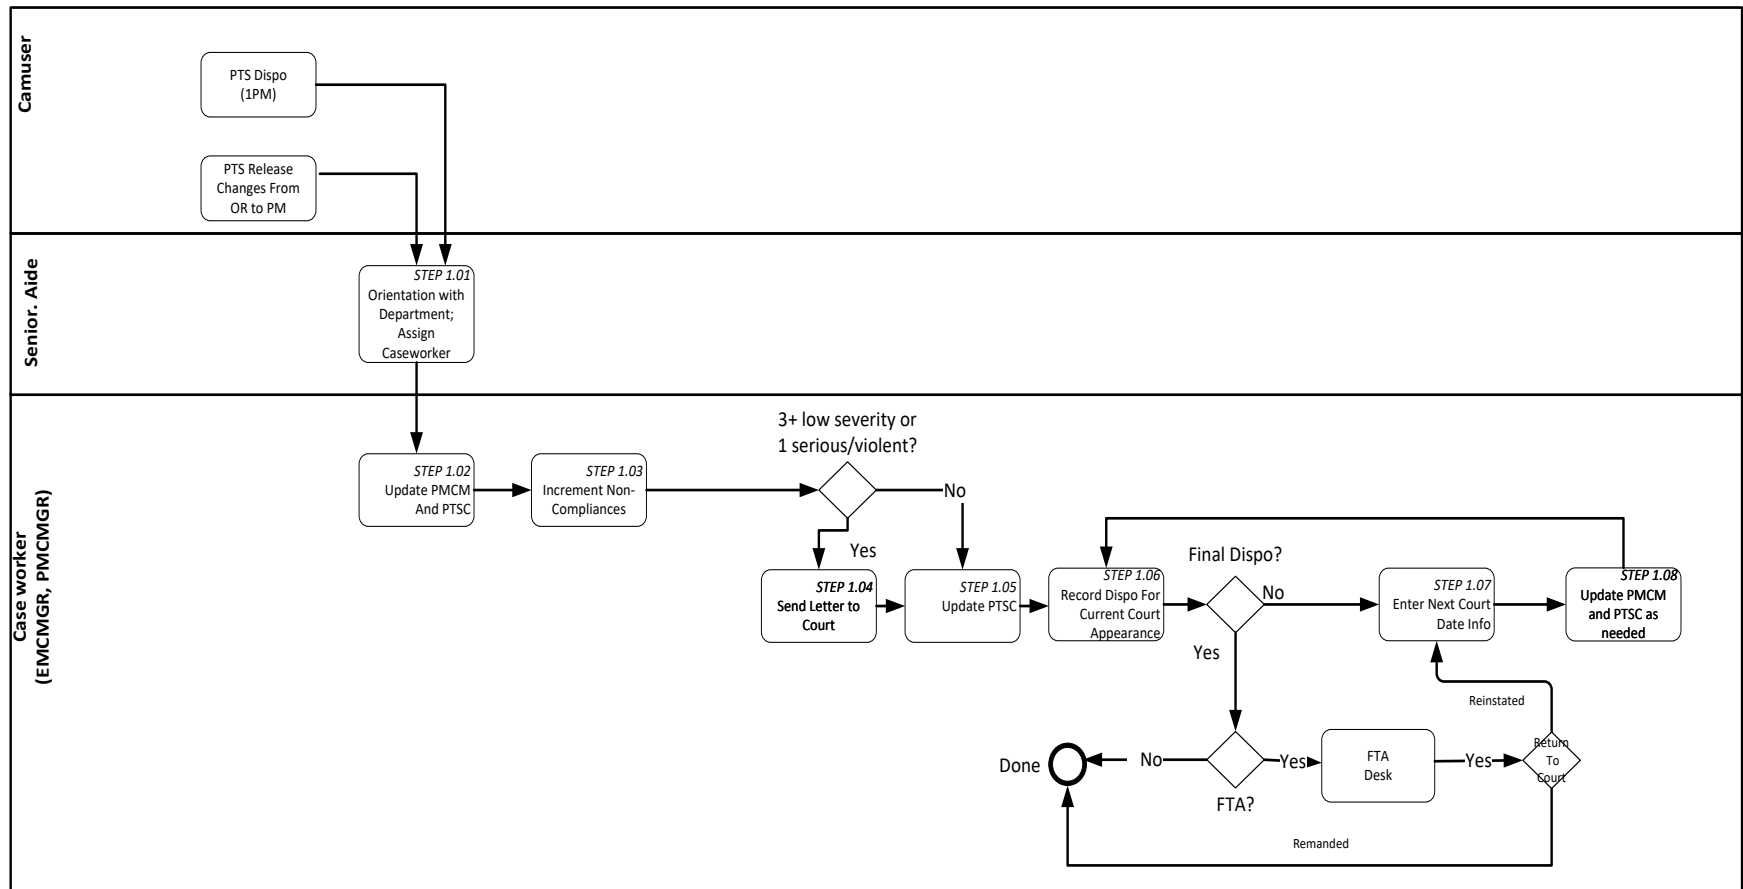 Camuser
PTS Dispo
(1PM)
PTS Release
Changes From
OR to PM
Senior. Aide
STEP 1.01
Orientation with
Department;
Assign
Caseworker
Case worker
(EMCMGR, PMCMGR)
STEP 1.02
Update PMCM
And PTSC
STEP 1.03
Increment Non-
Compliances
3+ low severity or
1 serious/violent?
No
Yes
STEP 1.04
Send Letter to
Court
STEP 1.05
Update PTSC
STEP 1.06
Record Dispo For
Current Court
Appearance
Final Dispo?
No
Yes
STEP 1.07
Enter Next Court
Date Info
STEP 1.08
Update PMCM
and PTSC as
needed
Reinstated
Done
No
FTA?
Yes
FTA
Desk
Yes
Return
To
Court
Remanded